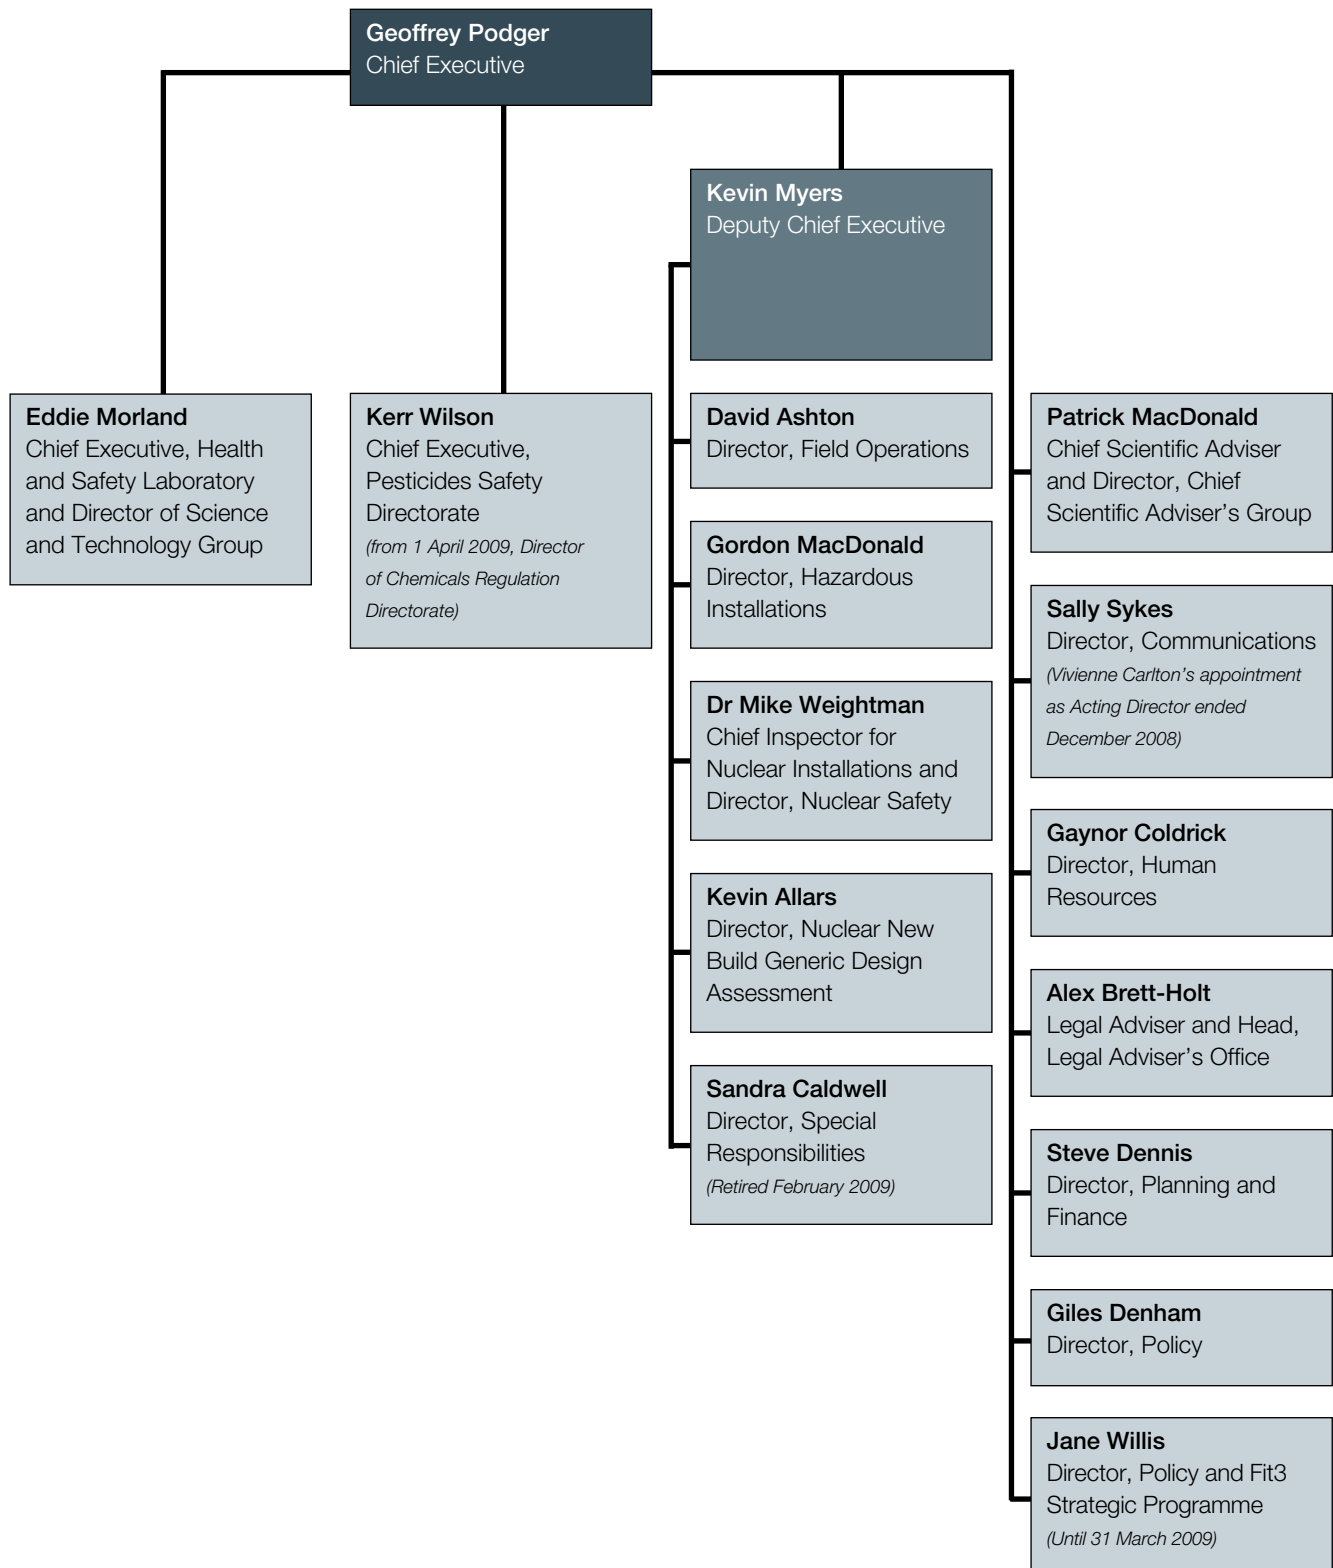 Geoffrey Podger
Chief Executive
Kevin Myers
Deputy Chief Executive
Eddie Morland
Chief Executive, Health
and Safety Laboratory
and Director of Science
and Technology Group
Kerr Wilson
Chief Executive,
Pesticides Safety
Directorate
(from 1 April 2009, Director
of Chemicals Regulation
Directorate)
David Ashton
Director, Field Operations
Gordon MacDonald
Director, Hazardous
Installations
Dr Mike Weightman
Chief Inspector for
Nuclear Installations and
Director, Nuclear Safety
Kevin Allars
Director, Nuclear New
Build Generic Design
Assessment
Sandra Caldwell
Director, Special
Responsibilities
(Retired February 2009)
Patrick MacDonald
Chief Scientific Adviser
and Director, Chief
Scientific Adviser’s Group
Sally Sykes
Director, Communications
(Vivienne Carlton’s appointment
as Acting Director ended
December 2008)
Gaynor Coldrick
Director, Human
Resources
Alex Brett-Holt
Legal Adviser and Head,
Legal Adviser’s Office
Steve Dennis
Director, Planning and
Finance
Giles Denham
Director, Policy
Jane Willis
Director, Policy and Fit3
Strategic Programme
(Until 31 March 2009)